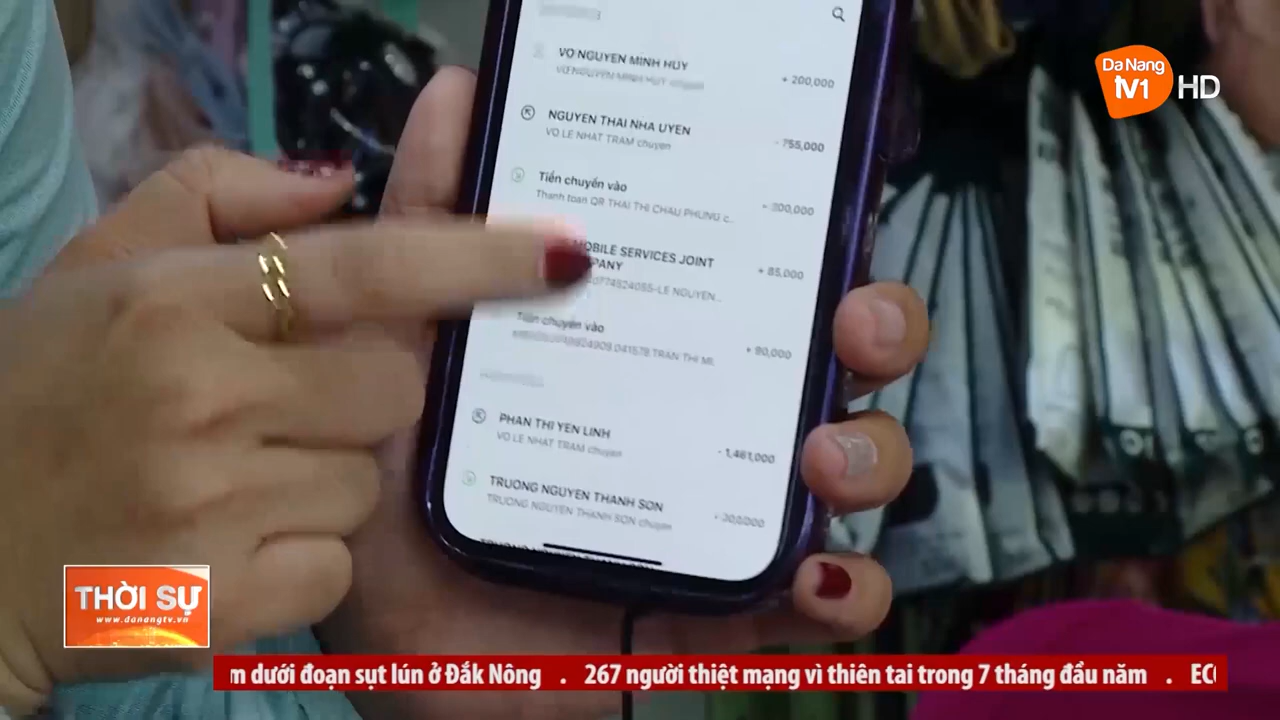 Da Nang
tv1 HD
VO NGUYEN MINH HUY
+ 200,000
VO NGUYEN MINH HUY chuyen
NGUYEN THAI NHA UYEN
- 755,000
VO LE NHAT TRAM chuyen
Tiền chuyển vào
Thanh toan QR THAI THI CHAU PHUNG c...
MOBILE SERVICES JOINT
+ 85,000
LE NGUYEN...
Tiền chuyển vào
+ 90,000
TRAN THI MI
PHAN THI YEN LINH
- 1,461,000
VO LE NHAT TRAM chuyen
TRUONG NGUYEN THANH SON
TRUONG NGUYEN THANH SON chuyen
THỜI SỰ
www.danangtv.vn
m dưới đoạn sụt lún ở Đắk Nông . 267 người thiệt mạng vì thiên tai trong 7 tháng đầu năm .